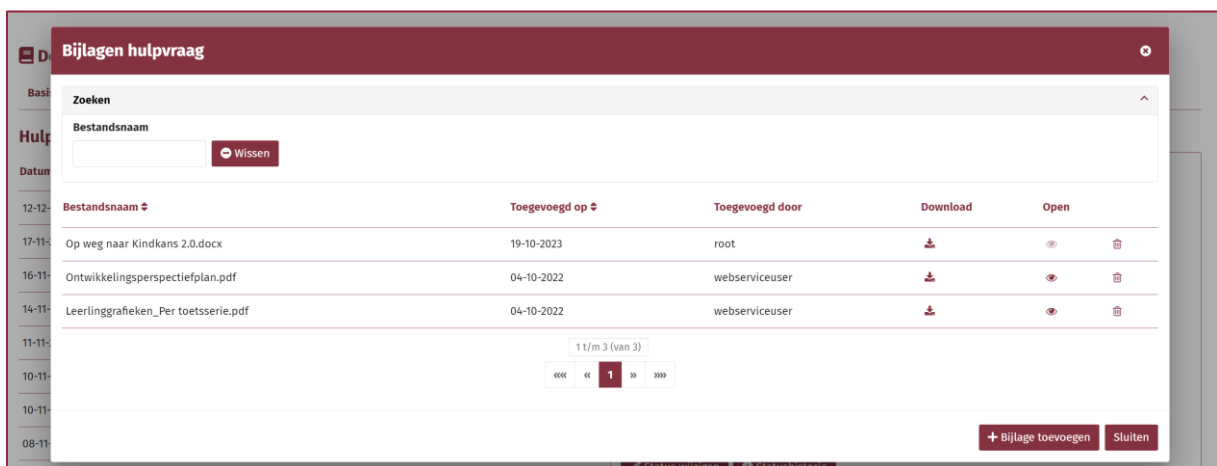 Bijlagen hulpvraag
Zoeken
Bestandsnaam
Wissen
Bestandsnaam Toegevoegd op Toegevoegd door Download Open
Op weg naar Kindkans 2.0.docx 19-10-2023 root
Ontwikkelingsperspectiefplan.pdf 04-10-2022 webserviceuser
Leerlinggrafieken_Per toetsserie.pdf 04-10-2022 webserviceuser
1 t/m 3 (van 3)
«« « 1 » »»
+ Bijlage toevoegen Sluiten
Basi
Hulp
Datum
12-12-
17-11-
16-11-
14-11-
11-11-
10-11-
10-11-
08-11-